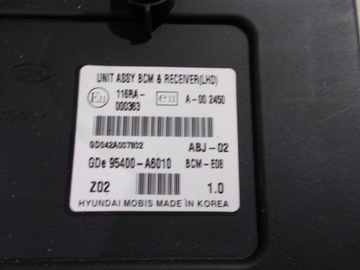 UNIT ASSY BCM & RECEIVER(LHD)
116RA-
000363
A-00 2450
GD042A007802
ABJ-02
GDe 95400-A6010
BCM-E08
Z02
1.0
HYUNDAI MOBIS MADE IN KOREA